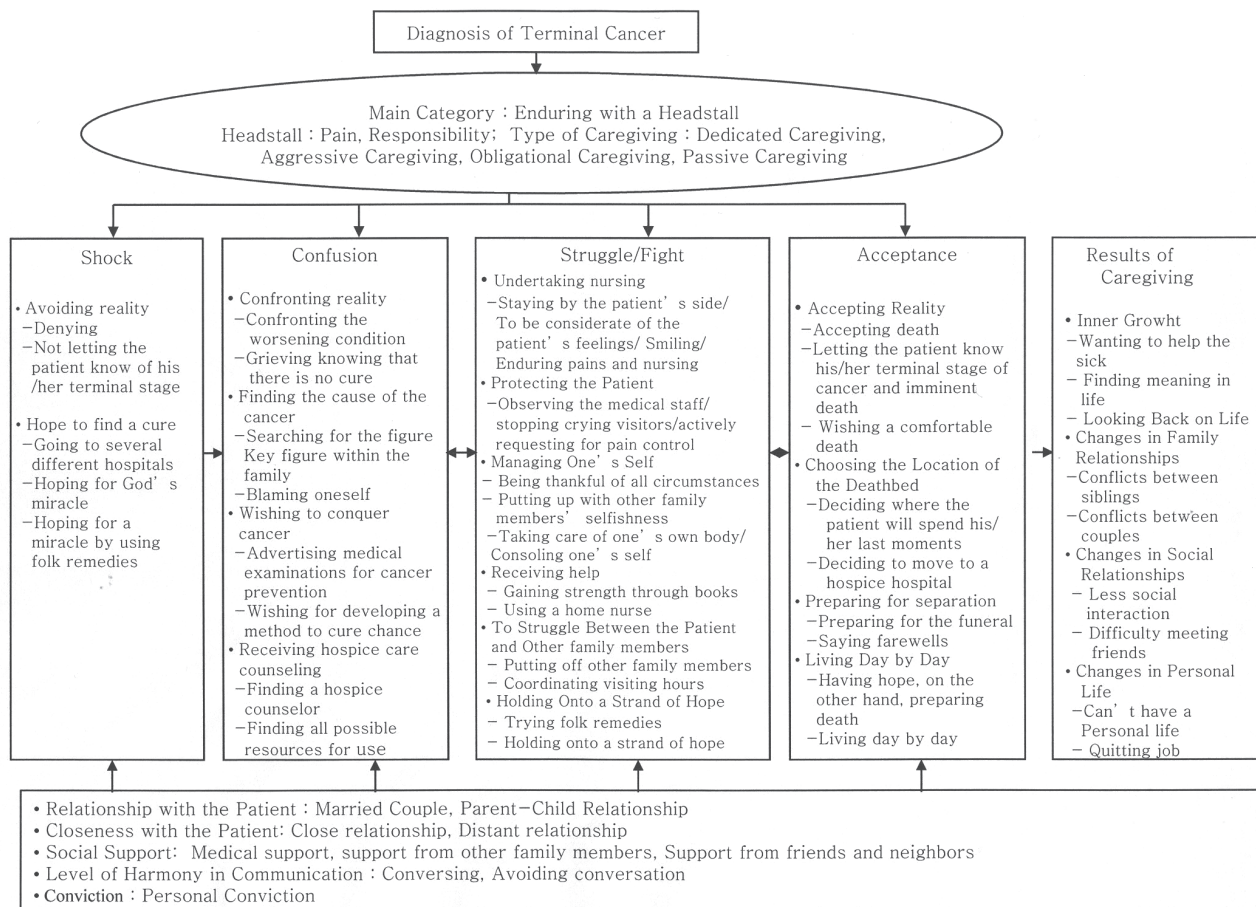 Diagnosis of Terminal Cancer
Main Category : Enduring with a Headstall
Headstall : Pain, Responsibility; Type of Caregiving : Dedicated Caregiving,
Aggressive Caregiving, Obligational Caregiving, Passive Caregiving
Shock
• Avoiding reality
－Denying
－Not letting the
patient know of his
/her terminal stage
• Hope to find a cure
－Going to several
different hospitals
－Hoping for God's
miracle
－Hoping for a
miracle by using
folk remedies
Confusion
• Confronting reality
－Confronting the
worsening condition
－Grieving knowing that
there is no cure
• Finding the cause of the
cancer
－Searching for the figure
Key figure within the
family
－Blaming oneself
• Wishing to conquer
cancer
－Advertising medical
examinations for cancer
prevention
－Wishing for developing a
method to cure chance
• Receiving hospice care
counseling
－Finding a hospice
counselor
－Finding all possible
resources for use
Struggle/Fight
• Undertaking nursing
－Staying by the patient's side/
To be considerate of the
patient's feelings/ Smiling/
Enduring pains and nursing
• Protecting the Patient
－Observing the medical staff/
stopping crying visitors/actively
requesting for pain control
• Managing One's Self
－ Being thankful of all circumstances
－ Putting up with other family
members' selfishness
－Taking care of one's own body/
Consoling one's self
• Receiving help
－ Gaining strength through books
－ Using a home nurse
• To Struggle Between the Patient
and Other family members
－ Putting off other family members
－ Coordinating visiting hours
• Holding Onto a Strand of Hope
－ Trying folk remedies
－ Holding onto a strand of hope
Acceptance
• Accepting Reality
－ Accepting death
－Letting the patient know
his/her terminal stage of
cancer and imminent
death
－ Wishing a comfortable
death
• Choosing the Location of
the Deathbed
－Deciding where the
patient will spend his/
her last moments
－Deciding to move to a
hospice hospital
• Preparing for separation
－Preparing for the funeral
－Saying farewells
• Living Day by Day
－Having hope, on the
other hand, preparing
death
－Living day by day
Results of
Caregiving
• Inner Growht
－Wanting to help the
sick
－ Finding meaning in
life
－ Looking Back on Life
• Changes in Family
Relationships
－Conflicts between
siblings
－Conflicts between
couples
• Changes in Social
Relationships
－ Less social
interaction
－ Difficulty meeting
friends
• Changes in Personal
Life
－Can't have a
Personal life
－ Quitting job
• Relationship with the Patient : Married Couple, Parent－Child Relationship
• Closeness with the Patient: Close relationship, Distant relationship
• Social Support: Medical support, support from other family members, Support from friends and neighbors
• Level of Harmony in Communication : Conversing, Avoiding conversation
• Conviction : Personal Conviction